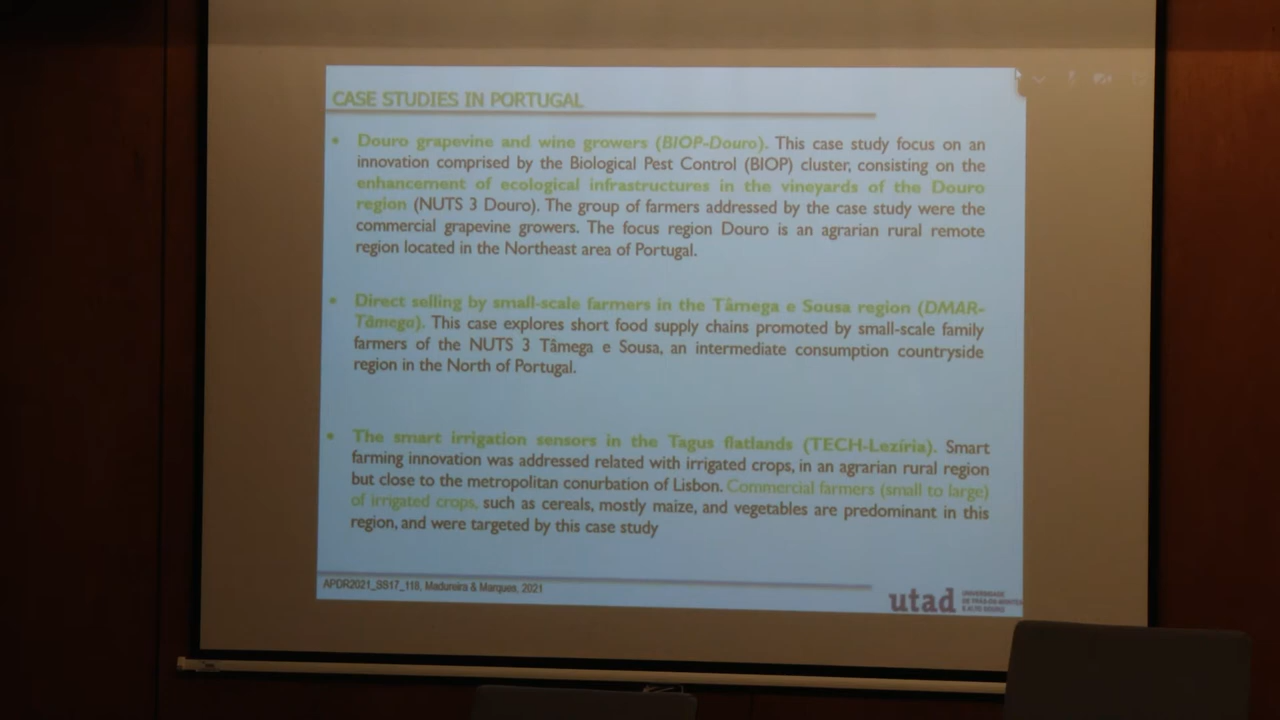 CASE STUDIES IN PORTUGAL
• Douro grapevine and wine growers (BIOP-Douro). This case study focus on an
innovation comprised by the Biological Pest Control (BIOP) cluster, consisting on the
enhancement of ecological infrastructures in the vineyards of the Douro
region (NUTS 3 Douro). The group of farmers addressed by the case study were the
commercial grapevine growers. The focus region Douro is an agrarian rural remote
region located in the Northeast area of Portugal.
• Direct selling by small-scale farmers in the Tâmega e Sousa region (DMAR-
Tâmega). This case explores short food supply chains promoted by small-scale family
farmers of the NUTS 3 Tâmega e Sousa, an intermediate consumption countryside
region in the North of Portugal.
• The smart irrigation sensors in the Tagus flatlands (TECH-Lezíria). Smart
farming innovation was addressed related with irrigated crops, in an agrarian rural region
but close to the metropolitan conurbation of Lisbon. Commercial farmers (small to large)
of irrigated crops, such as cereals, mostly maize, and vegetables are predominant in this
region, and were targeted by this case study
APDR2021_SS17_118, Madureira & Marques, 2021
utad
UNIVERSIDADE
DE TRÁS-OS-MONTES
E ALTO DOURO